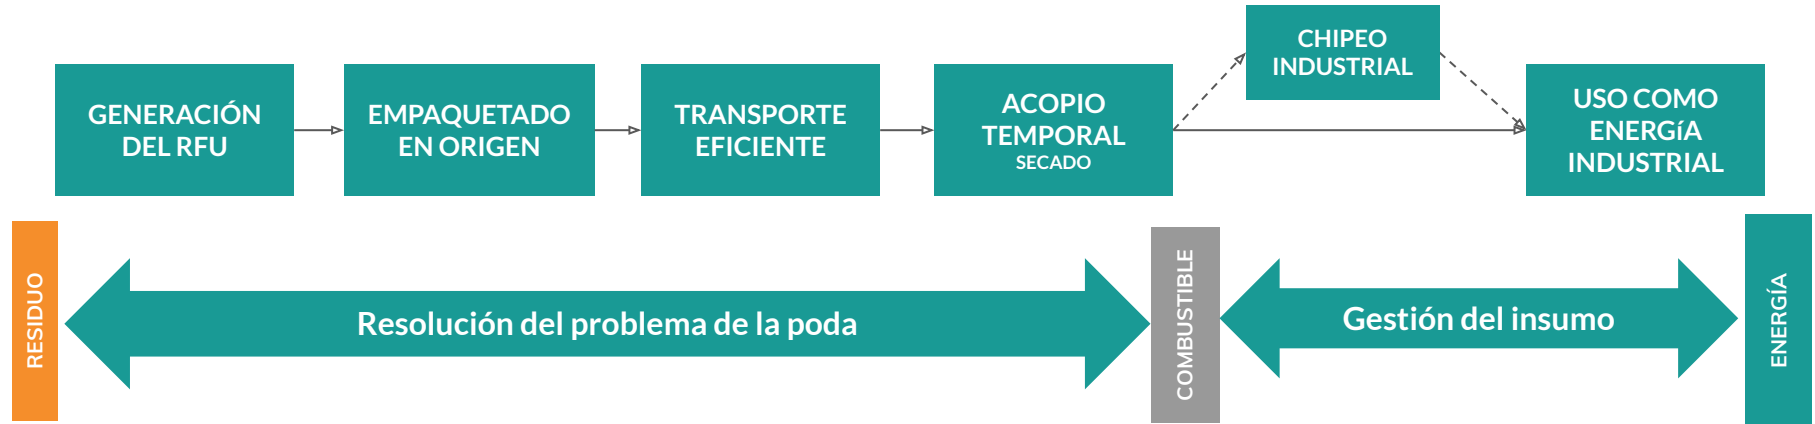 GENERACIÓN
DEL RFU
EMPAQUETADO
EN ORIGEN
TRANSPORTE
EFICIENTE
ACOPIO
TEMPORAL
SECADO
CHIPEO
INDUSTRIAL
USO COMO
ENERGíA
INDUSTRIAL
RESIDUO
Resolución del problema de la poda
COMBUSTIBLE
Gestión del insumo
ENERGÍA